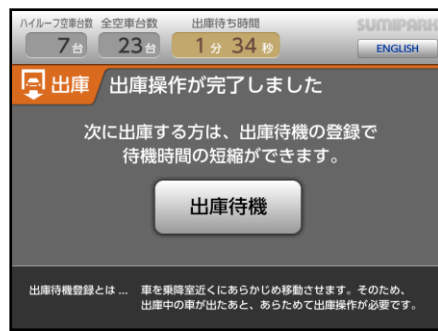 ハイルーフ空車台数 全空車台数 出庫待ち時間 SUMIPARK
7台 23台 1分 34秒 ENGLISH
出庫 出庫操作が完了しました
次に出庫する方は、出庫待機の登録で
待機時間の短縮ができます。
出庫待機
出庫待機登録とは ... 車を乗降室近くにあらかじめ移動させます。そのため、
出庫中の車が出たあと、あらためて出庫操作が必要です。